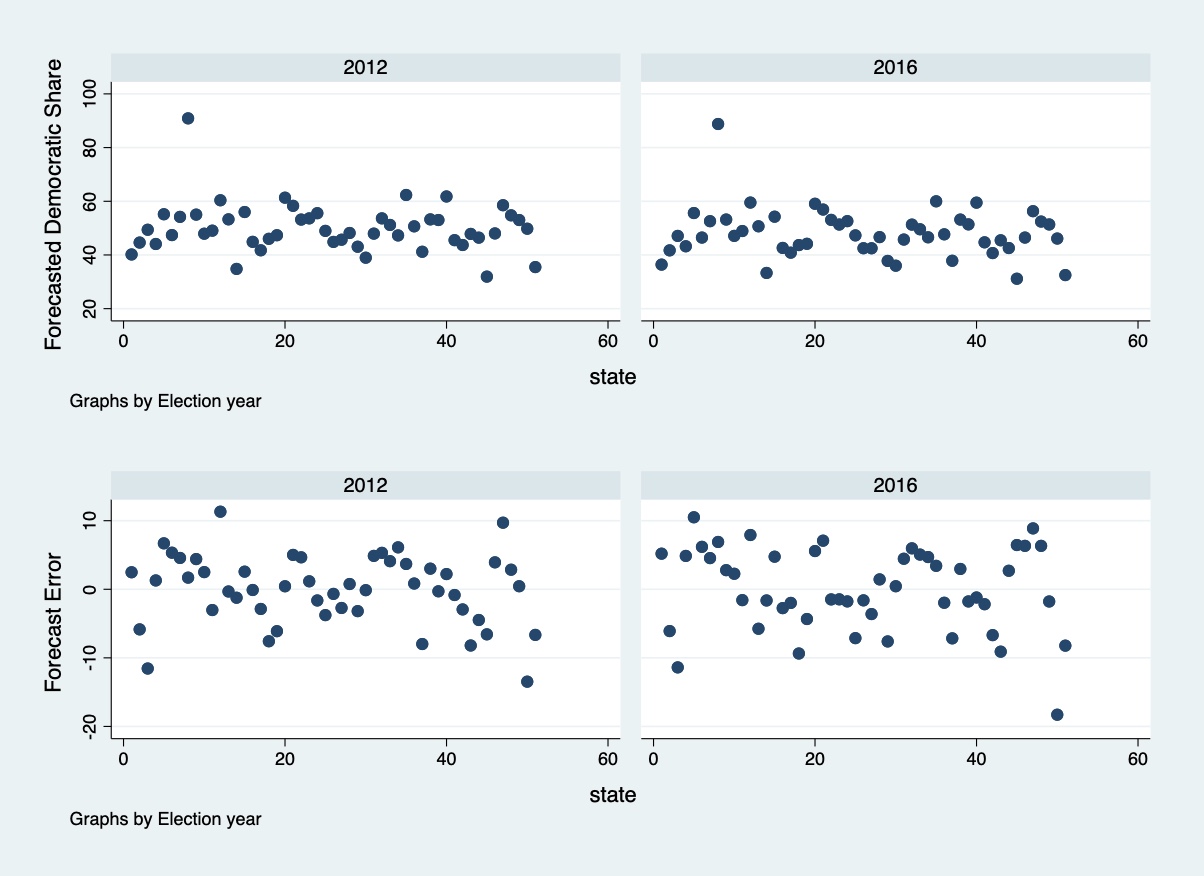 2012 2016
Forecasted Democratic Share
100
80
60
40
20
0 20 40 60 0 20 40 60
state
Graphs by Election year
2012 2016
Forecast Error
10
0
-10
-20
0 20 40 60 0 20 40 60
state
Graphs by Election year